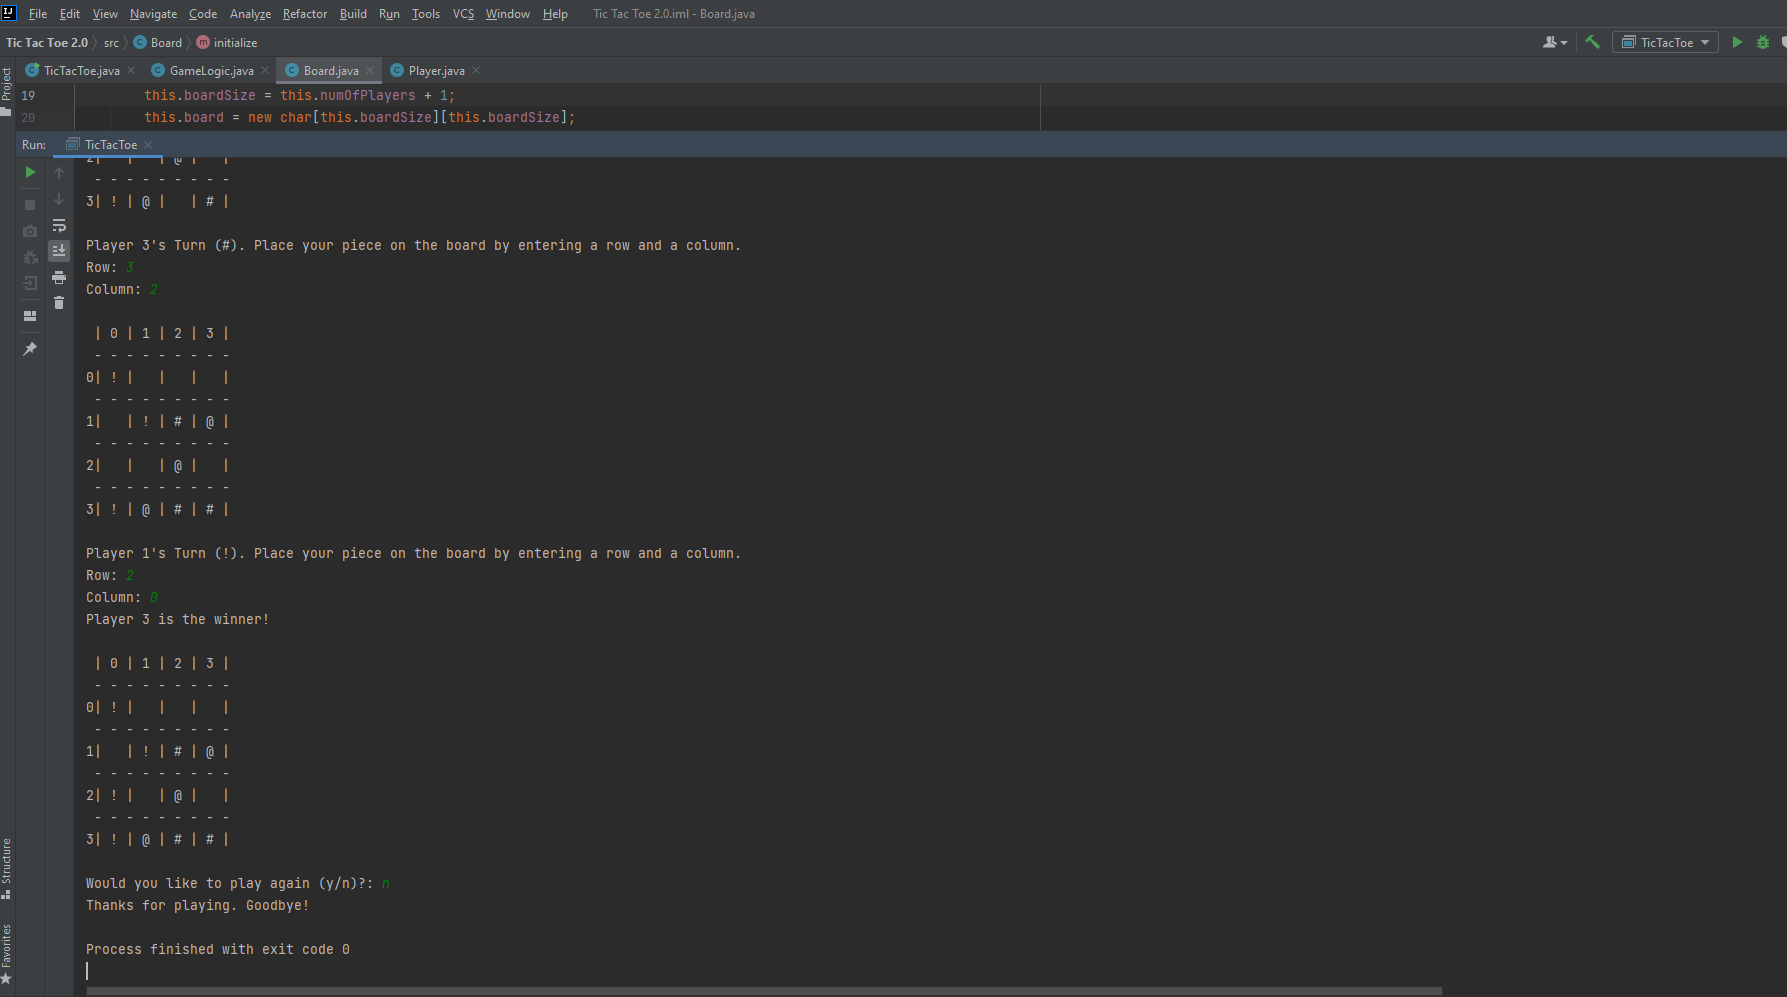 File Edit View Navigate Code Analyze Refactor Build Run Tools VCS Window Help Tic Tac Toe 2.0.iml - Board.java
Tic Tac Toe 2.0 src Board initialize TicTacToe
TicTacToe.java GameLogic.java Board.java Player.java
Project
19 this.boardSize = this.numOfPlayers + 1;
20 this.board = new char[this.boardSize][this.boardSize];
Run: TicTacToe
2|   |   | @ |   |
- - - - - - - - -
3| ! | @ |   | # |
Player 3's Turn (#). Place your piece on the board by entering a row and a column.
Row: 3
Column: 2
| 0 | 1 | 2 | 3 |
- - - - - - - - -
0| ! |   |   |   |
- - - - - - - - -
1|   | ! | # | @ |
- - - - - - - - -
2|   |   | @ |   |
- - - - - - - - -
3| ! | @ | # | # |
Player 1's Turn (!). Place your piece on the board by entering a row and a column.
Row: 2
Column: 0
Player 3 is the winner!
| 0 | 1 | 2 | 3 |
- - - - - - - - -
0| ! |   |   |   |
- - - - - - - - -
1|   | ! | # | @ |
- - - - - - - - -
2| ! |   | @ |   |
- - - - - - - - -
3| ! | @ | # | # |
Would you like to play again (y/n)?: n
Thanks for playing. Goodbye!
Process finished with exit code 0
Structure
Favorites